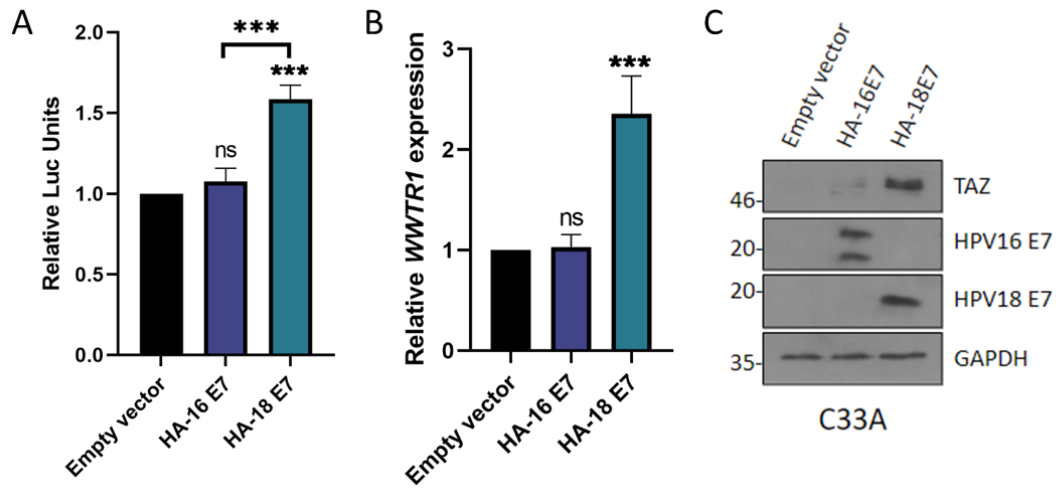 A
Relative Luc Units
2.0
1.5
1.0
0.5
0.0
***
ns
***
Empty vector
HA-16 E7
HA-18 E7
B
Relative WWTR1 expression
3
2
1
0
ns
***
Empty vector
HA-16 E7
HA-18 E7
C
Empty vector
HA-16E7
HA-18E7
46-
TAZ
20-
HPV16 E7
20-
HPV18 E7
35-
GAPDH
C33A